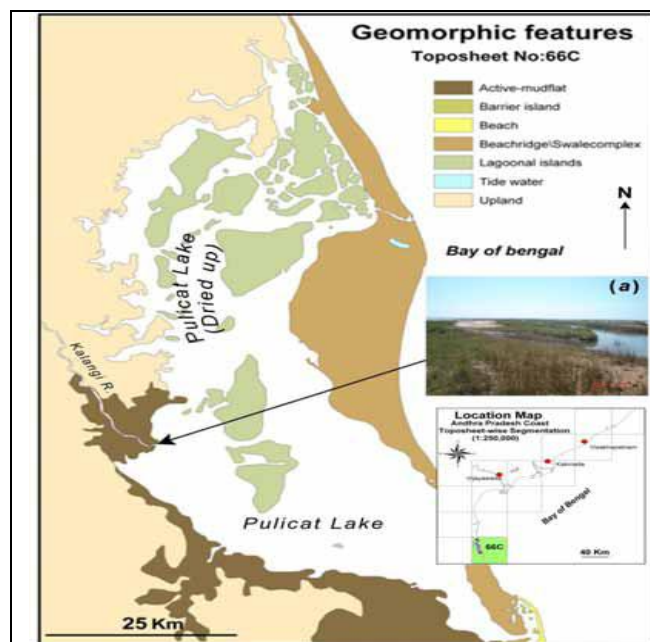 Geomorphic features
Toposheet No:66C
Active-mudflat
Barrier island
Beach
Beachridge\Swalecomplex
Lagoonal islands
Tide water
Upland
N
Bay of bengal
(a)
Pulicat Lake
(Dried up)
Kalangi R.
Location Map
Andhra Pradesh Coast
Toposheet-wise Segmentation
(1:250,000)
Kakinada
Bay of Bengal
66C
40 Km
Pulicat Lake
25 Km